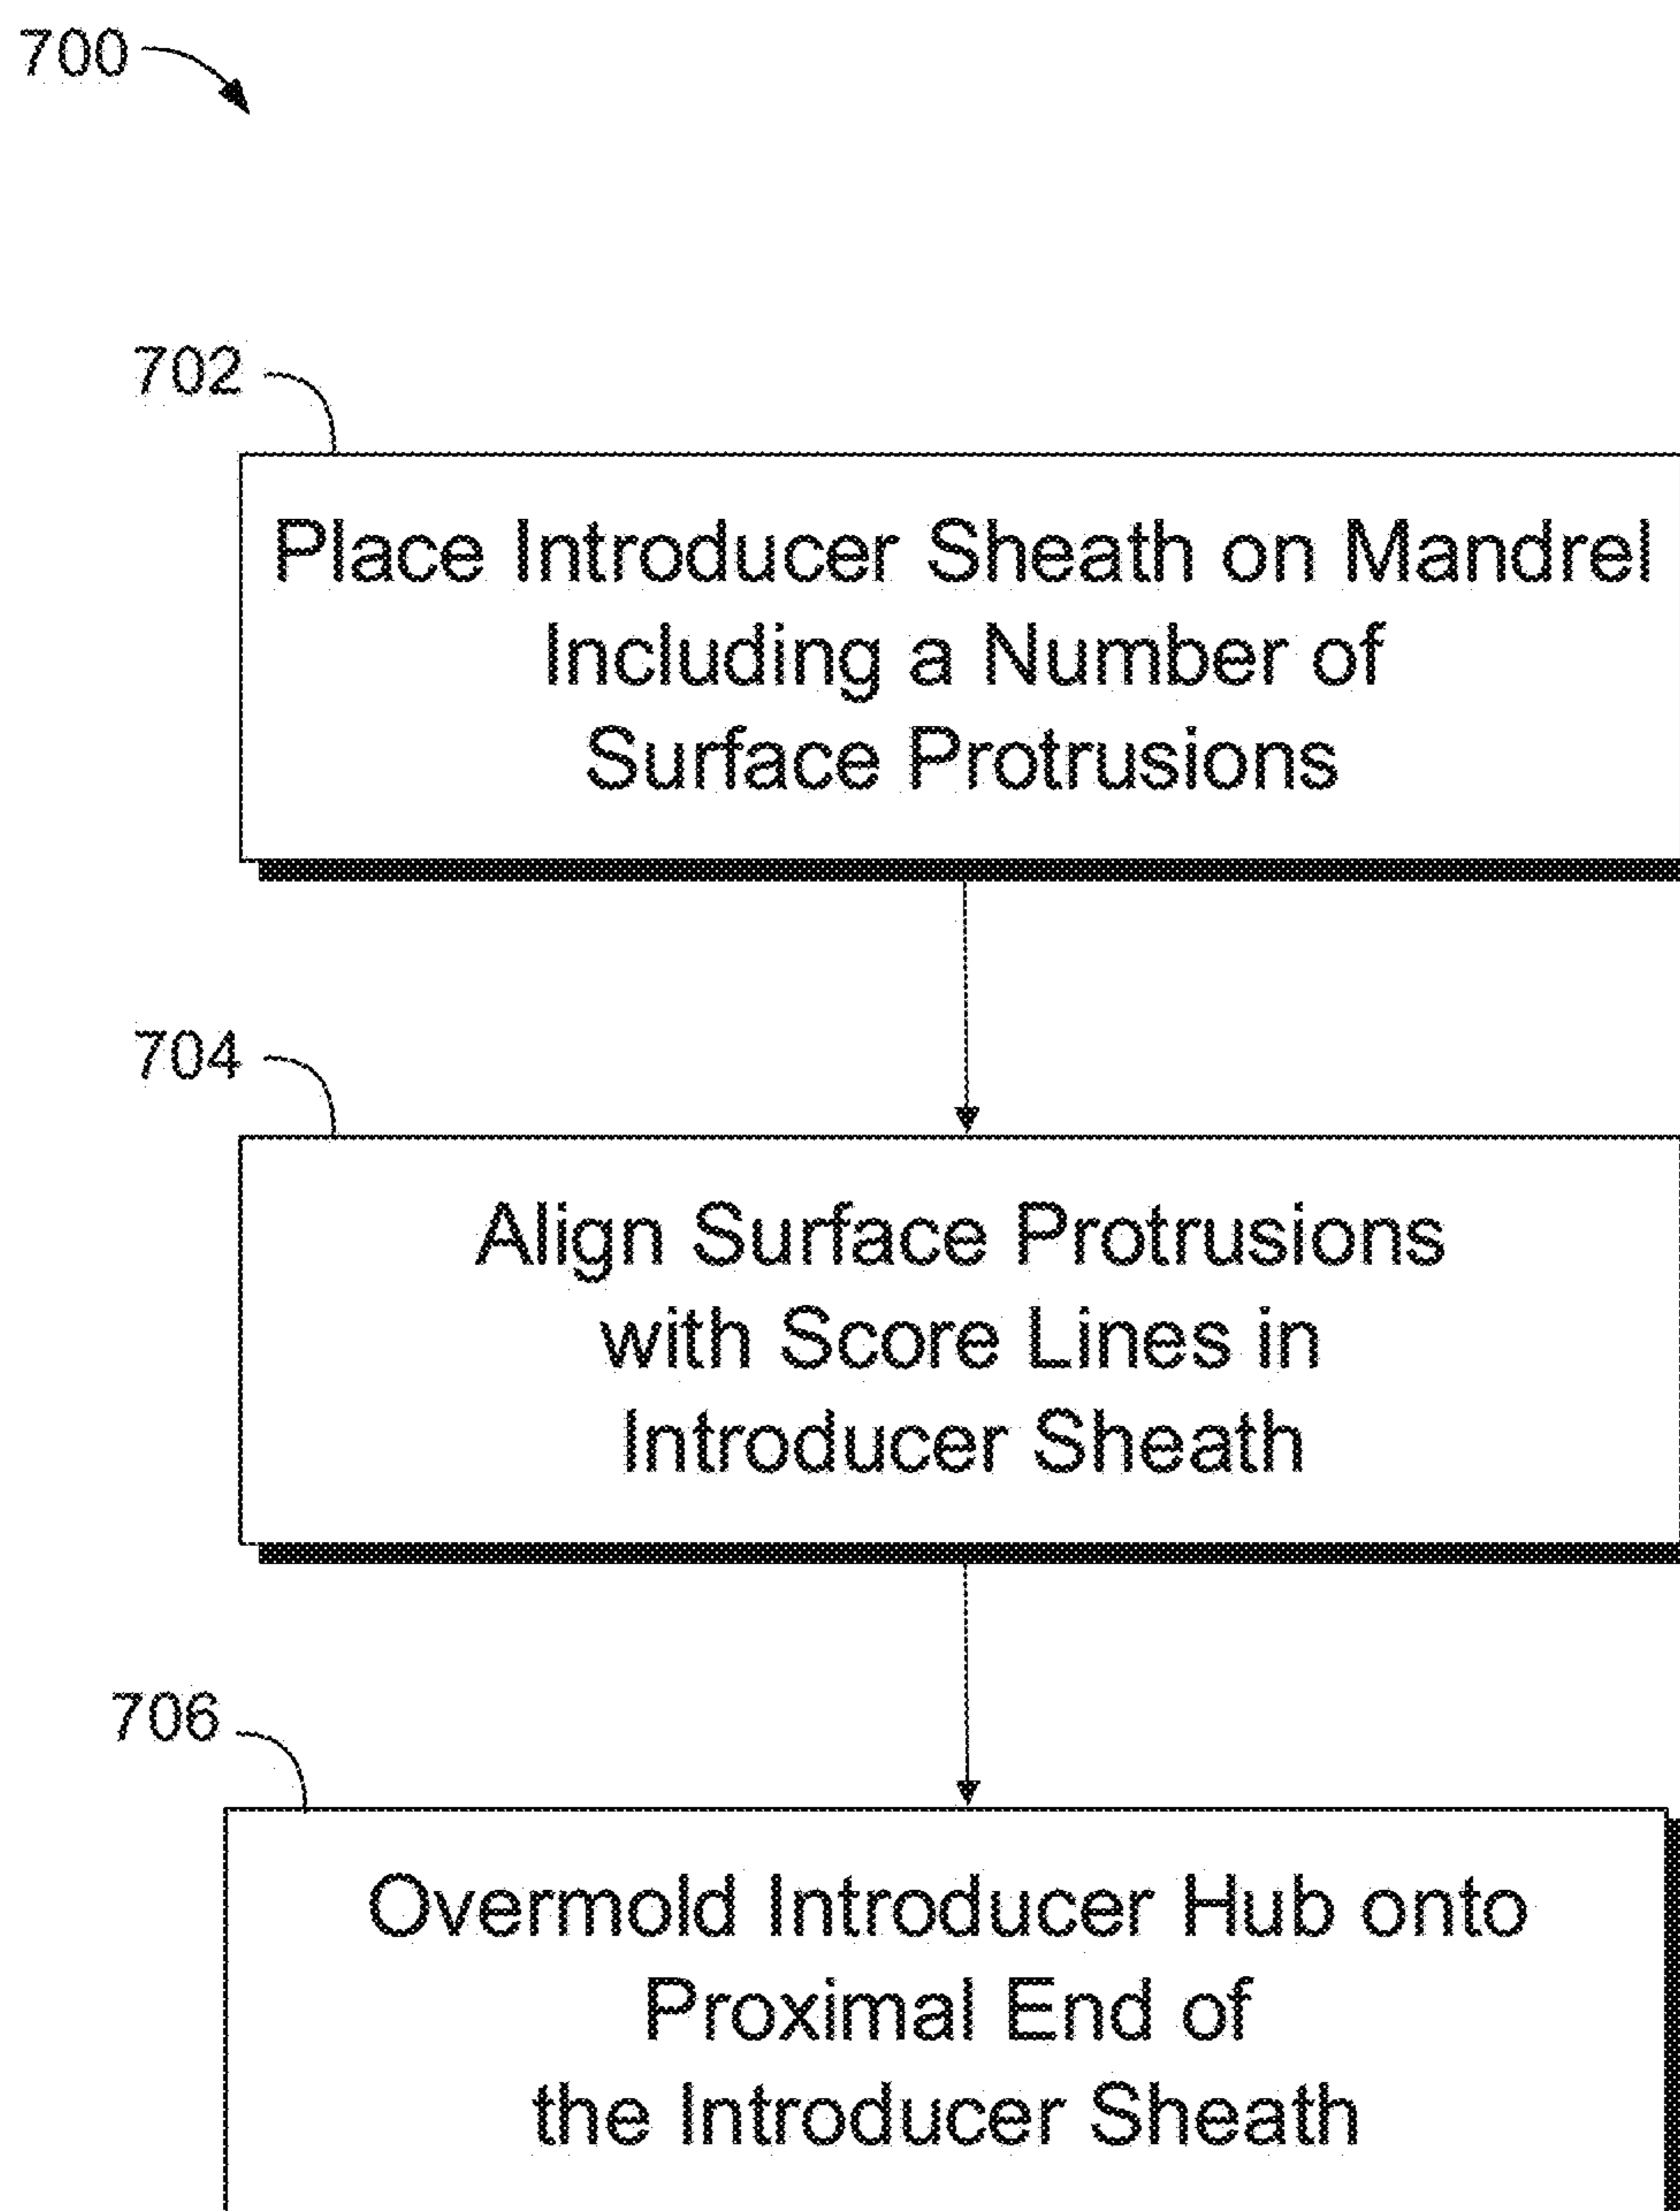 700
702
Place Introducer Sheath on Mandrel
Including a Number of
Surface Protrusions
704
Align Surface Protrusions
with Score Lines in
Introducer Sheath
706
Overmold Introducer Hub onto
Proximal End of
the Introducer Sheath